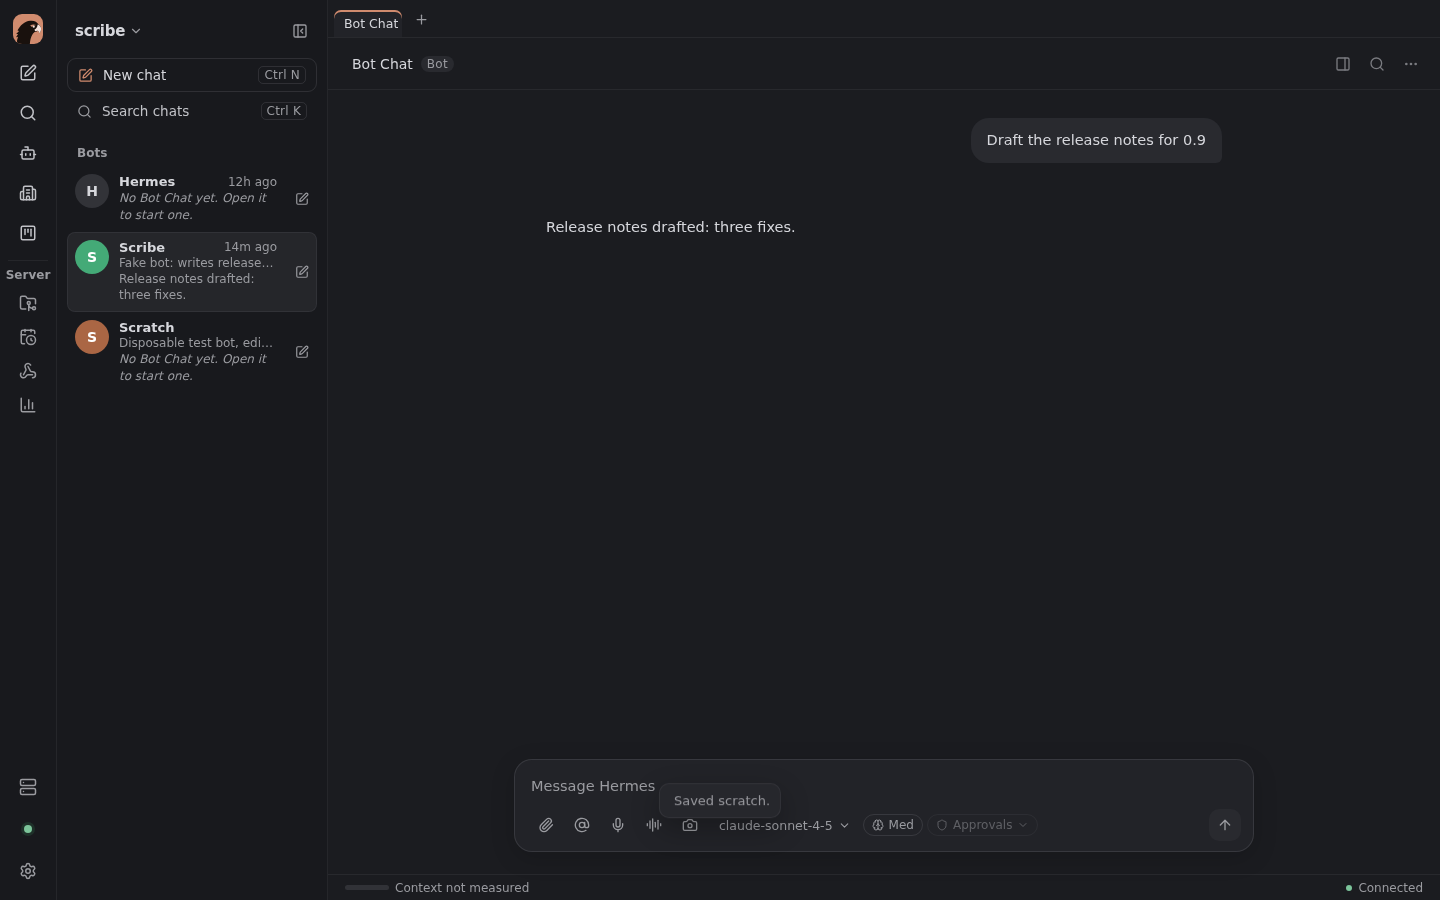 scribe
New chat Ctrl N
Search chats Ctrl K
Bots
H
Hermes 12h ago
No Bot Chat yet. Open it
to start one.
S
Scribe 14m ago
Fake bot: writes release…
Release notes drafted:
three fixes.
S
Scratch
Disposable test bot, edi…
No Bot Chat yet. Open it
to start one.
Server
Bot Chat
Bot Chat Bot
Draft the release notes for 0.9
Release notes drafted: three fixes.
Message Hermes
Saved scratch.
claude-sonnet-4-5 Med Approvals
Context not measured
Connected